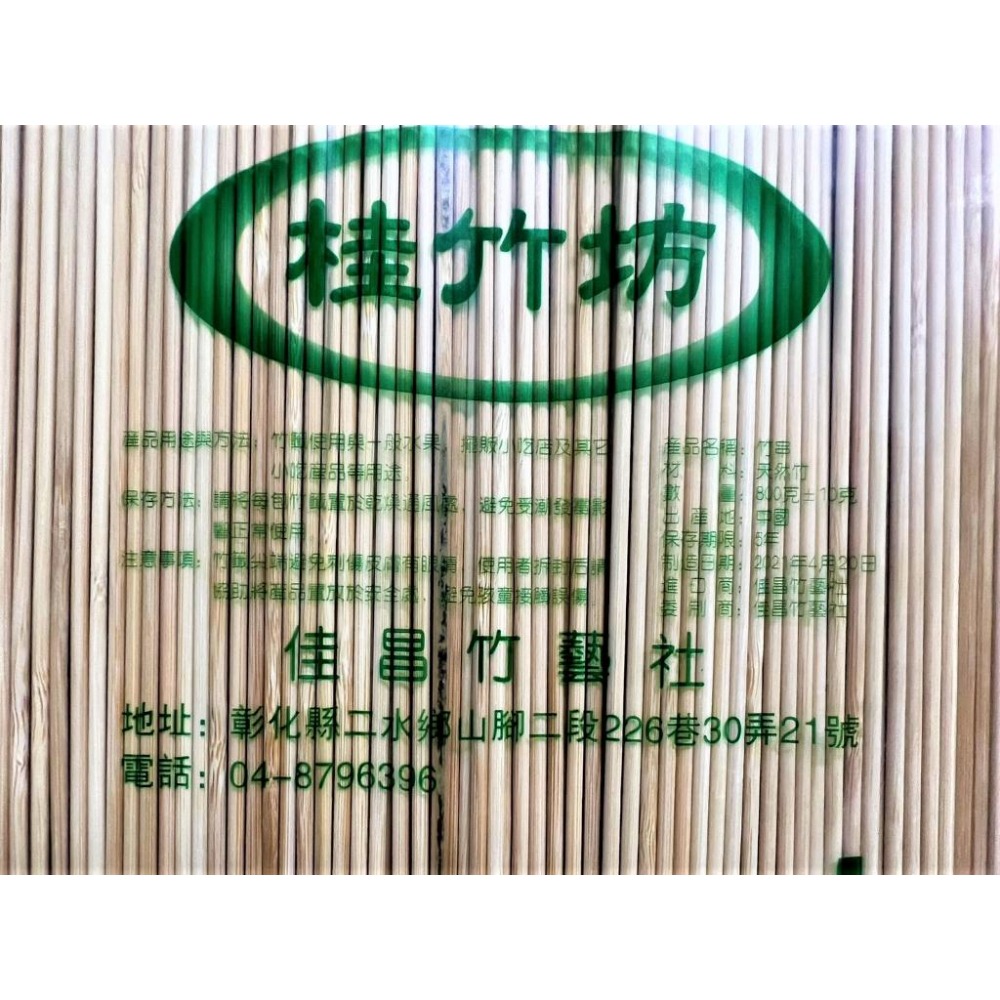 桂竹坊
產品用途與方法：竹籤使用與一般水果，攤販小吃店及其它
小吃產品等用途
保存方法：請將每包竹籤置於乾燥通風處，避免受潮發黴影
響正常使用
注意事項：竹籤尖端避免刺傷皮膚有眼睛，使用者拆封后請
協助將產品置放於安全處，避免孩童接觸誤傷
產品名稱：竹串
材　　料：天然竹
數　　量：800克±10克
出 產 地：中國
保存期限：5年
制造日期：2021年4月20日
進 口 商：佳昌竹藝社
委 制 商：佳昌竹藝社
佳昌竹藝社
地址：彰化縣二水鄉山腳二段226巷30弄21號
電話：04-8796396